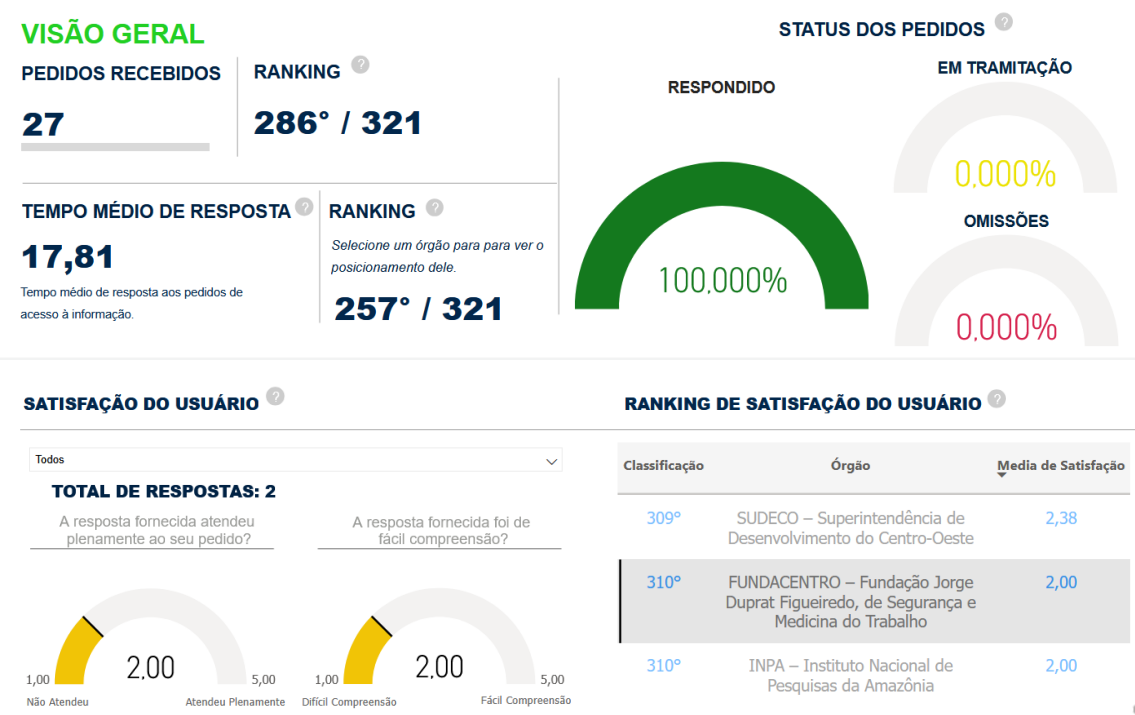 VISÃO GERAL
PEDIDOS RECEBIDOS
27
RANKING ?
286° / 321
TEMPO MÉDIO DE RESPOSTA ?
17,81
Tempo médio de resposta aos pedidos de
acesso à informação.
RANKING ?
Selecione um órgão para para ver o
posicionamento dele.
257° / 321
STATUS DOS PEDIDOS ?
RESPONDIDO
100,000%
EM TRAMITAÇÃO
0,000%
OMISSÕES
0,000%
SATISFAÇÃO DO USUÁRIO ?
Todos
TOTAL DE RESPOSTAS: 2
A resposta fornecida atendeu
plenamente ao seu pedido?
1,00
2,00
5,00
Não Atendeu
Atendeu Plenamente
A resposta fornecida foi de
fácil compreensão?
1,00
2,00
5,00
Difícil Compreensão
Fácil Compreensão
RANKING DE SATISFAÇÃO DO USUÁRIO ?
Classificação Órgão Media de Satisfação
309° SUDECO – Superintendência de 2,38
Desenvolvimento do Centro-Oeste
310° FUNDACENTRO – Fundação Jorge 2,00
Duprat Figueiredo, de Segurança e
Medicina do Trabalho
310° INPA – Instituto Nacional de 2,00
Pesquisas da Amazônia